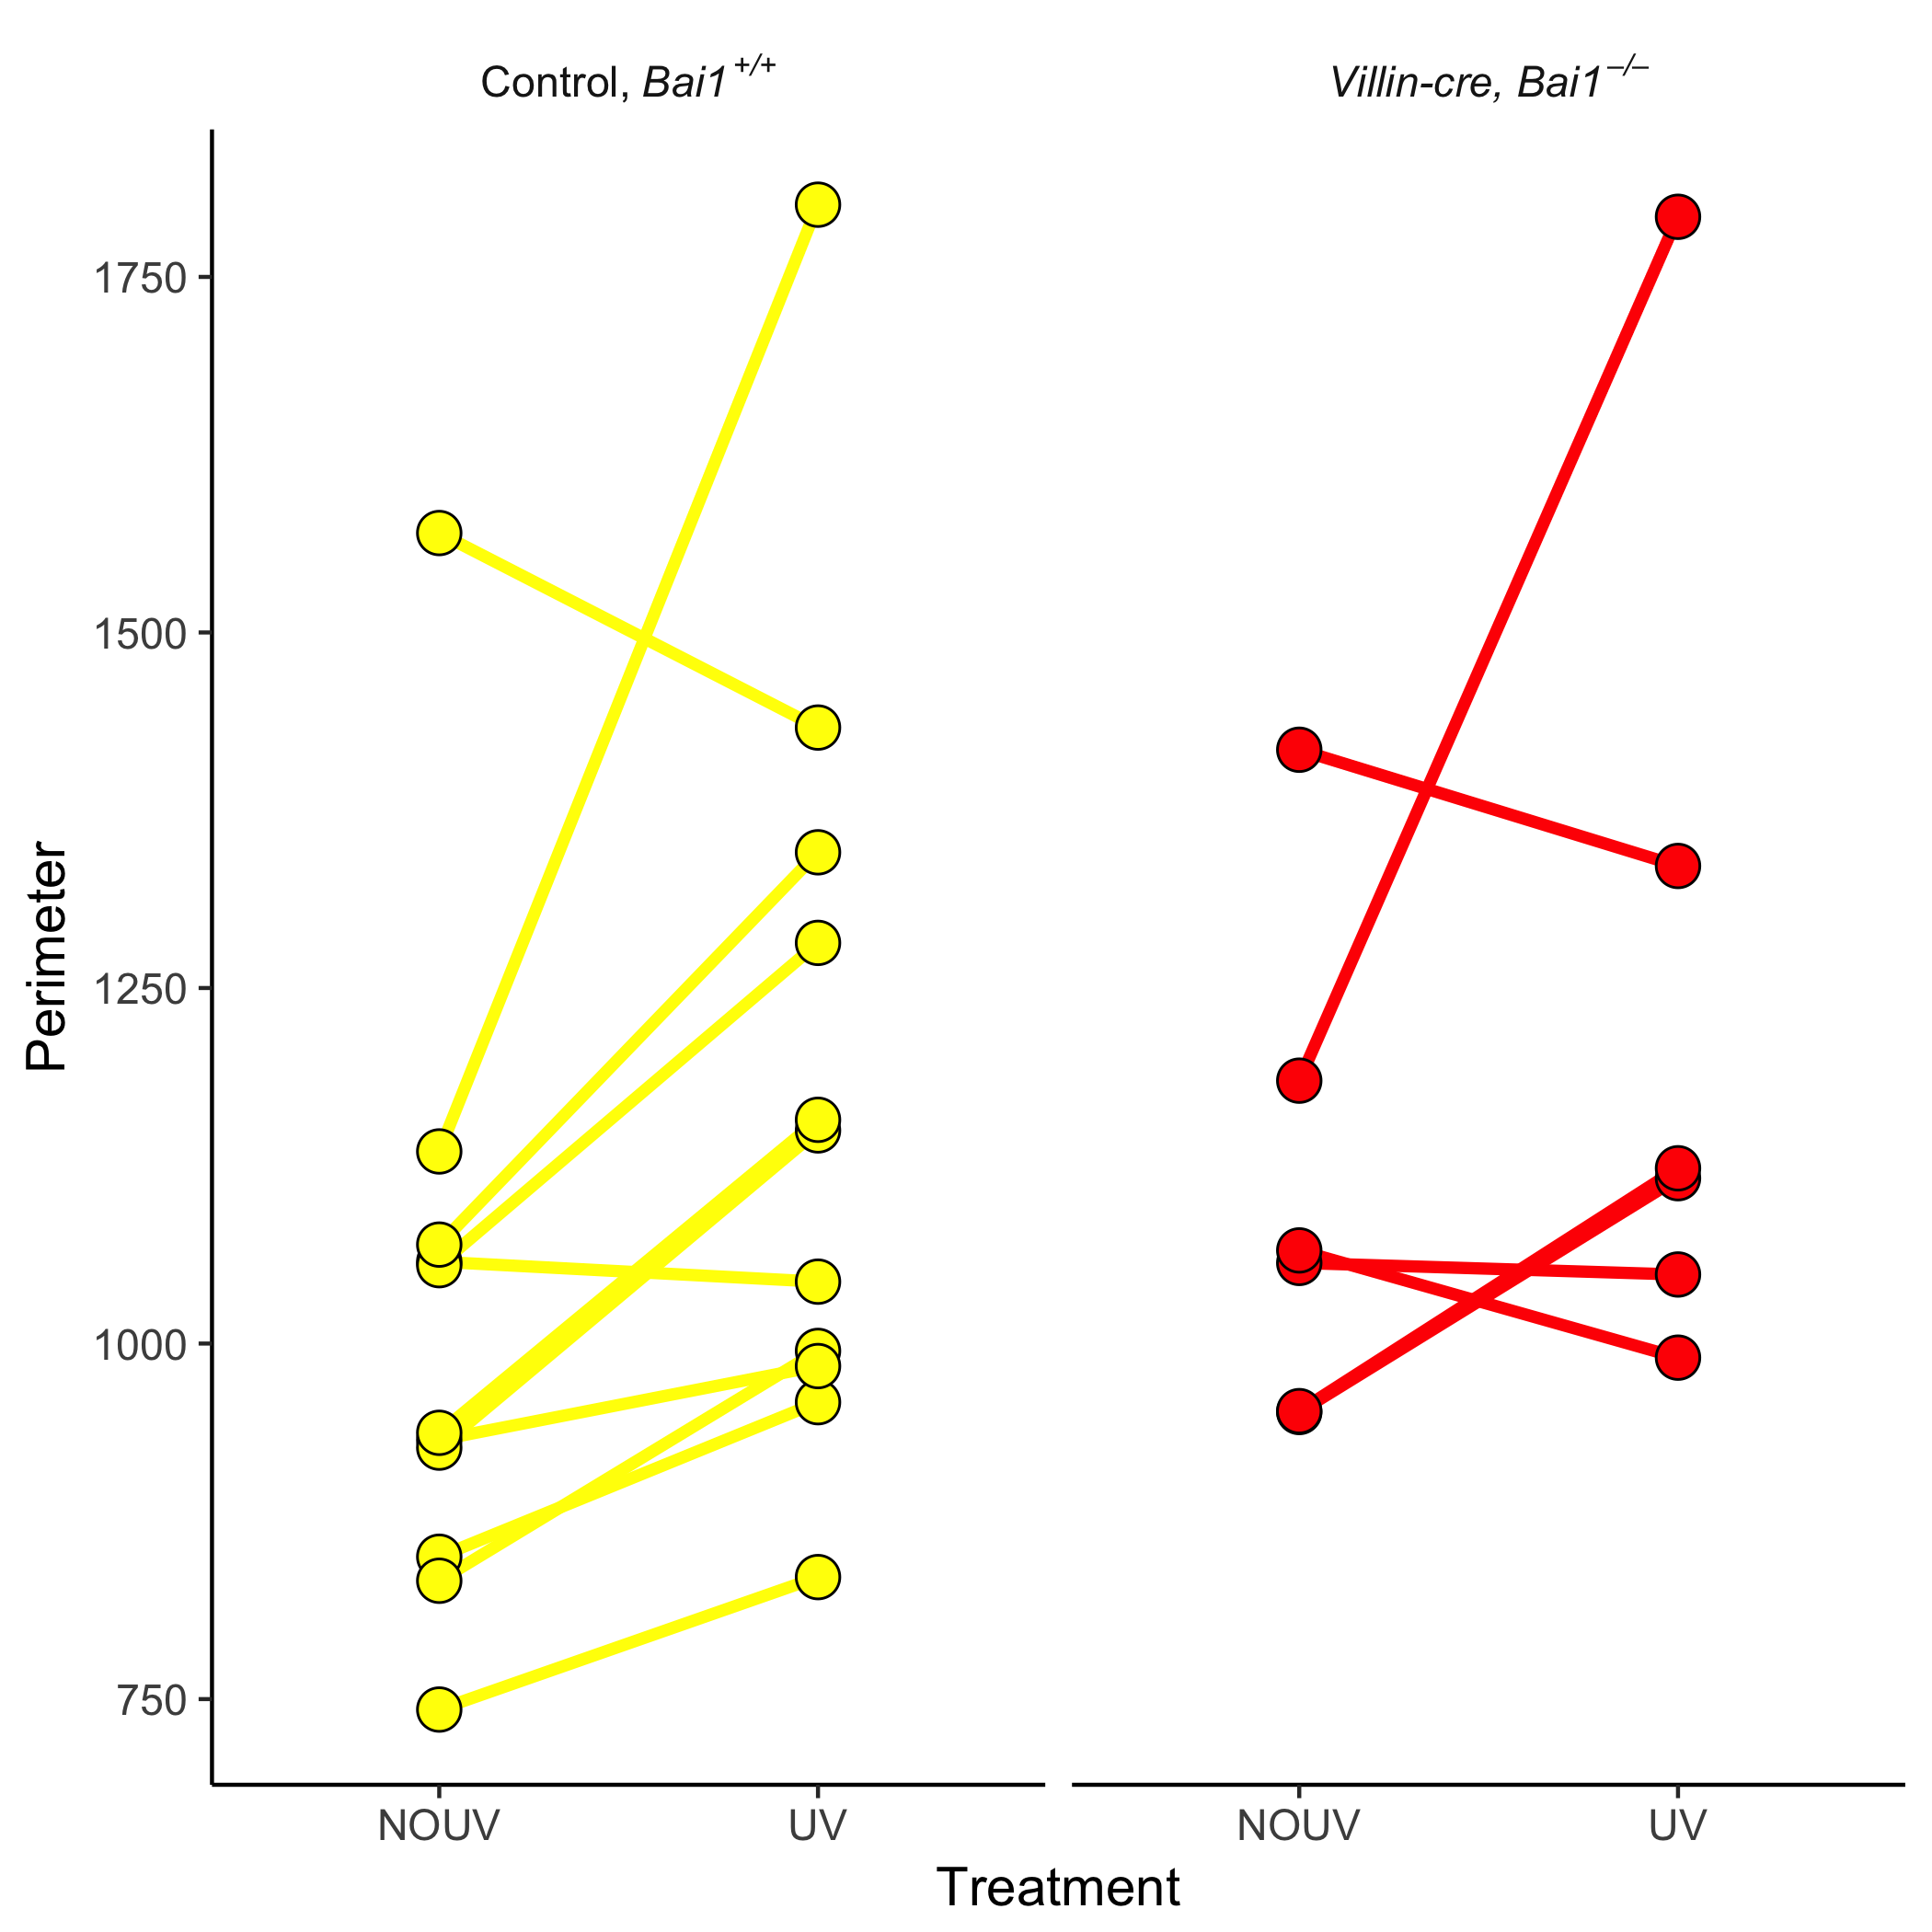 Control, Bai1 +/+
Villin-cre, Bai1 −/−
Perimeter
1750
1500
1250
1000
750
NOUV UV NOUV UV
Treatment